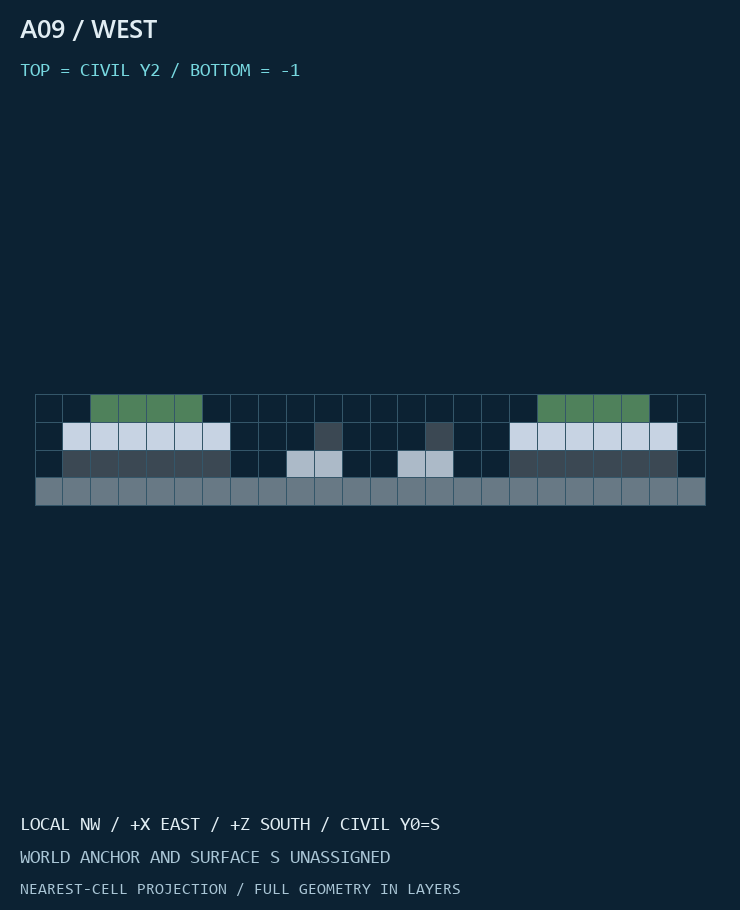 A09 / WEST
TOP = CIVIL Y2 / BOTTOM = -1
LOCAL NW / +X EAST / +Z SOUTH / CIVIL Y0=S
WORLD ANCHOR AND SURFACE S UNASSIGNED
NEAREST-CELL PROJECTION / FULL GEOMETRY IN LAYERS